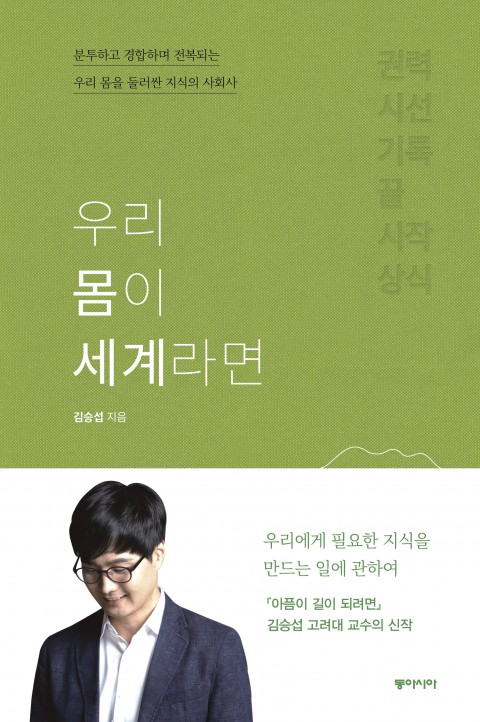 분투하고 경합하며 전복되는
우리 몸을 둘러싼 지식의 사회사
권력
시선
기록
끝
시작
상식
우리
몸이
세계라면
김승섭 지음
우리에게 필요한 지식을
만드는 일에 관하여
『아픔이 길이 되려면』
김승섭 고려대 교수의 신작
동아시아